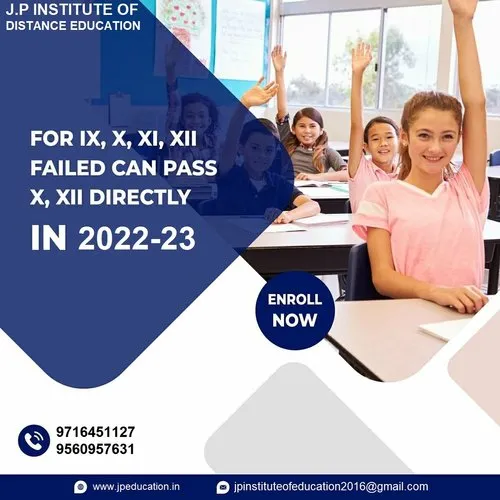 J.P INSTITUTE OF
DISTANCE EDUCATION
FOR IX, X, XI, XII
FAILED CAN PASS
X, XII DIRECTLY
IN 2022-23
ENROLL
NOW
9716451127
9560957631
www.jpeducation.in
jpinstituteofeducation2016@gmail.com